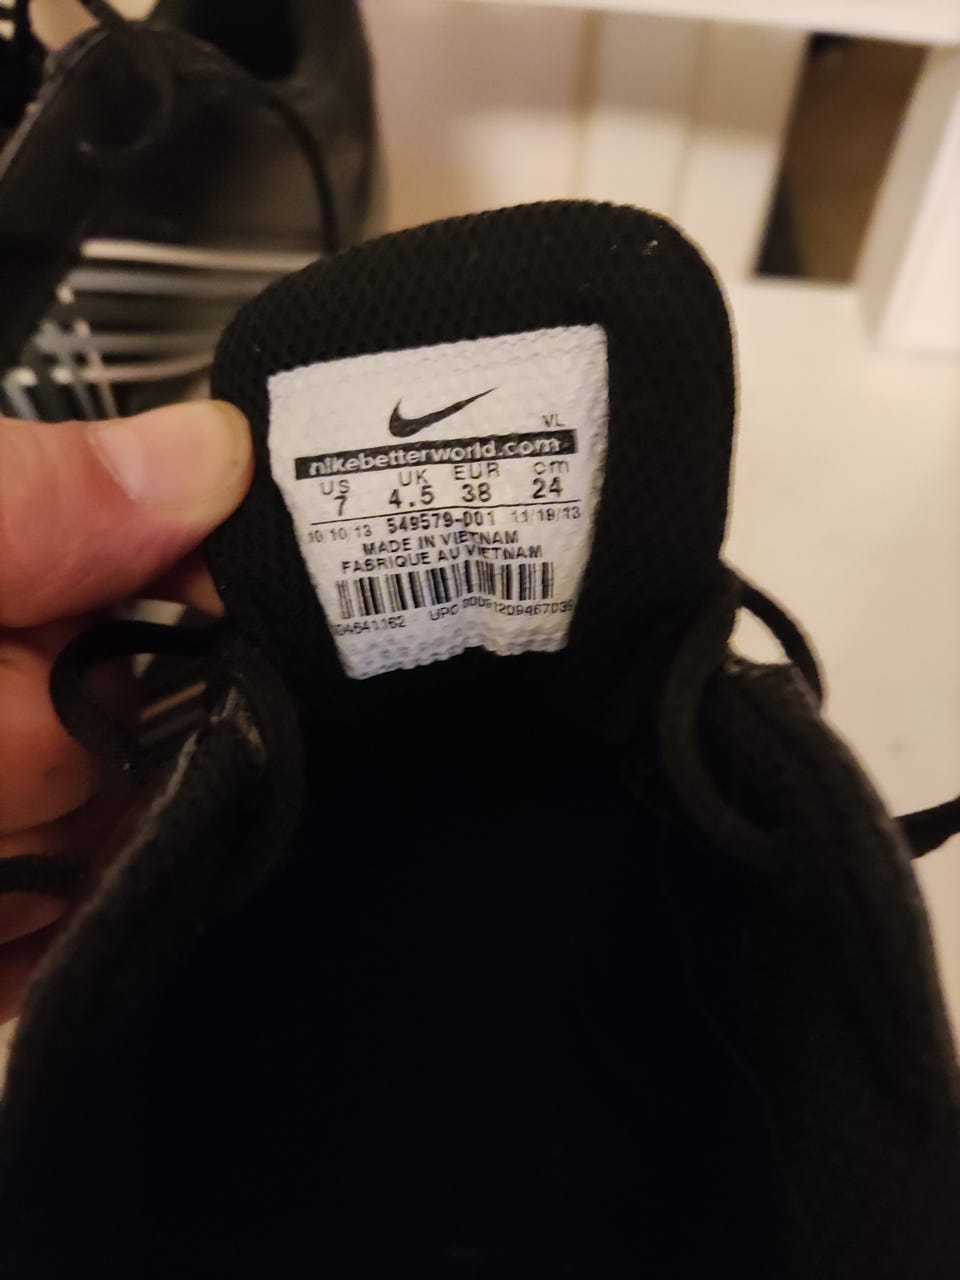 VL
nikebetterworld.com
US UK EUR cm
7 4.5 38 24
10/10/13 549579-001 11/19/13
MADE IN VIETNAM
FABRIQUE AU VIETNAM
UPC